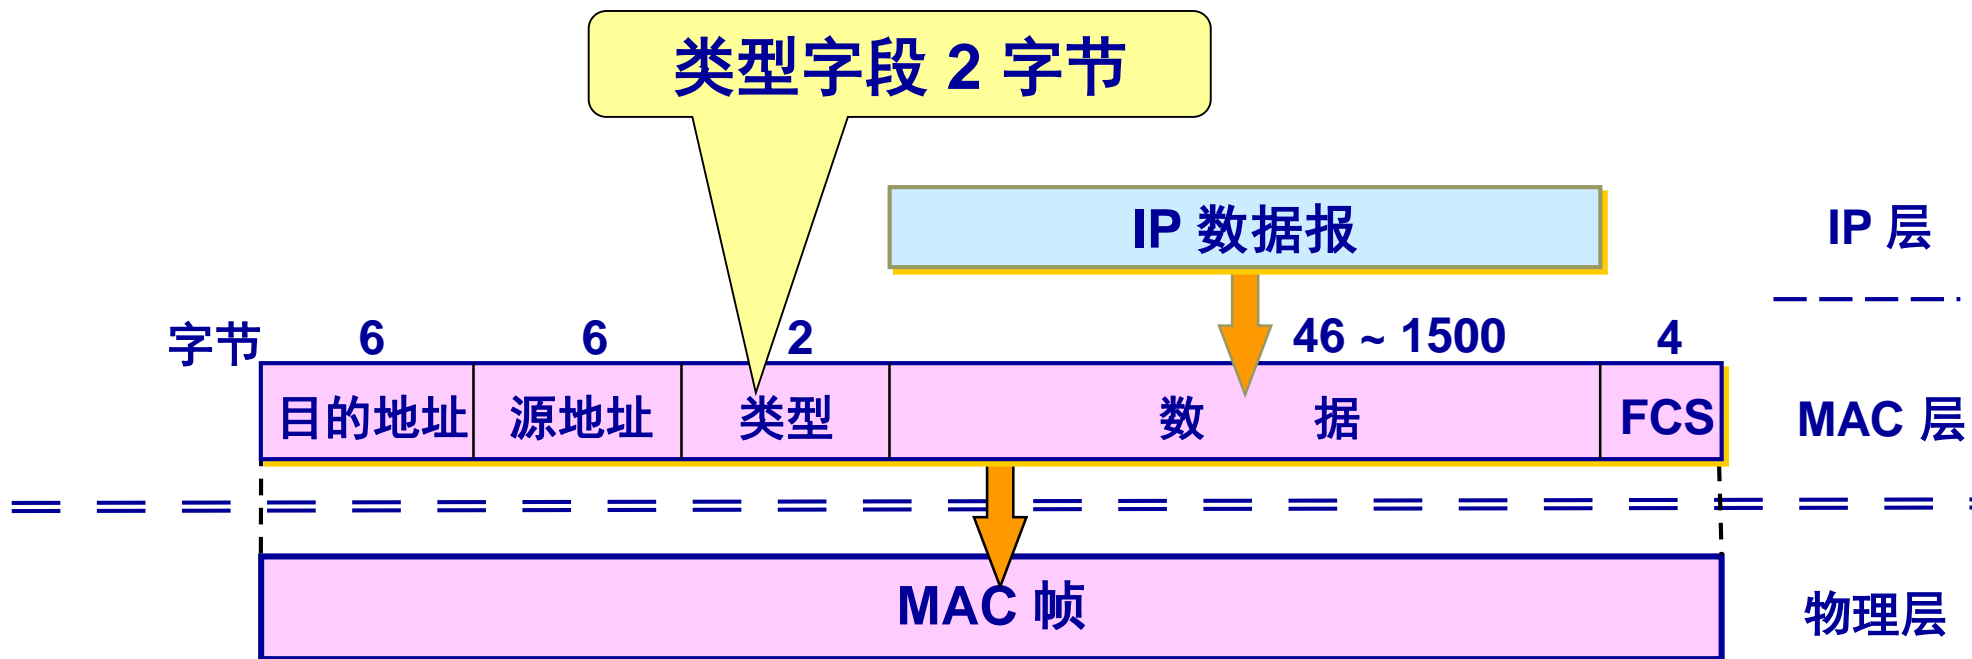 类型字段 2 字节
IP 数据报
IP 层
字节 6 6 2 46 ~ 1500 4
目的地址 源地址 类型 数 据 FCS MAC 层
MAC 帧
物理层